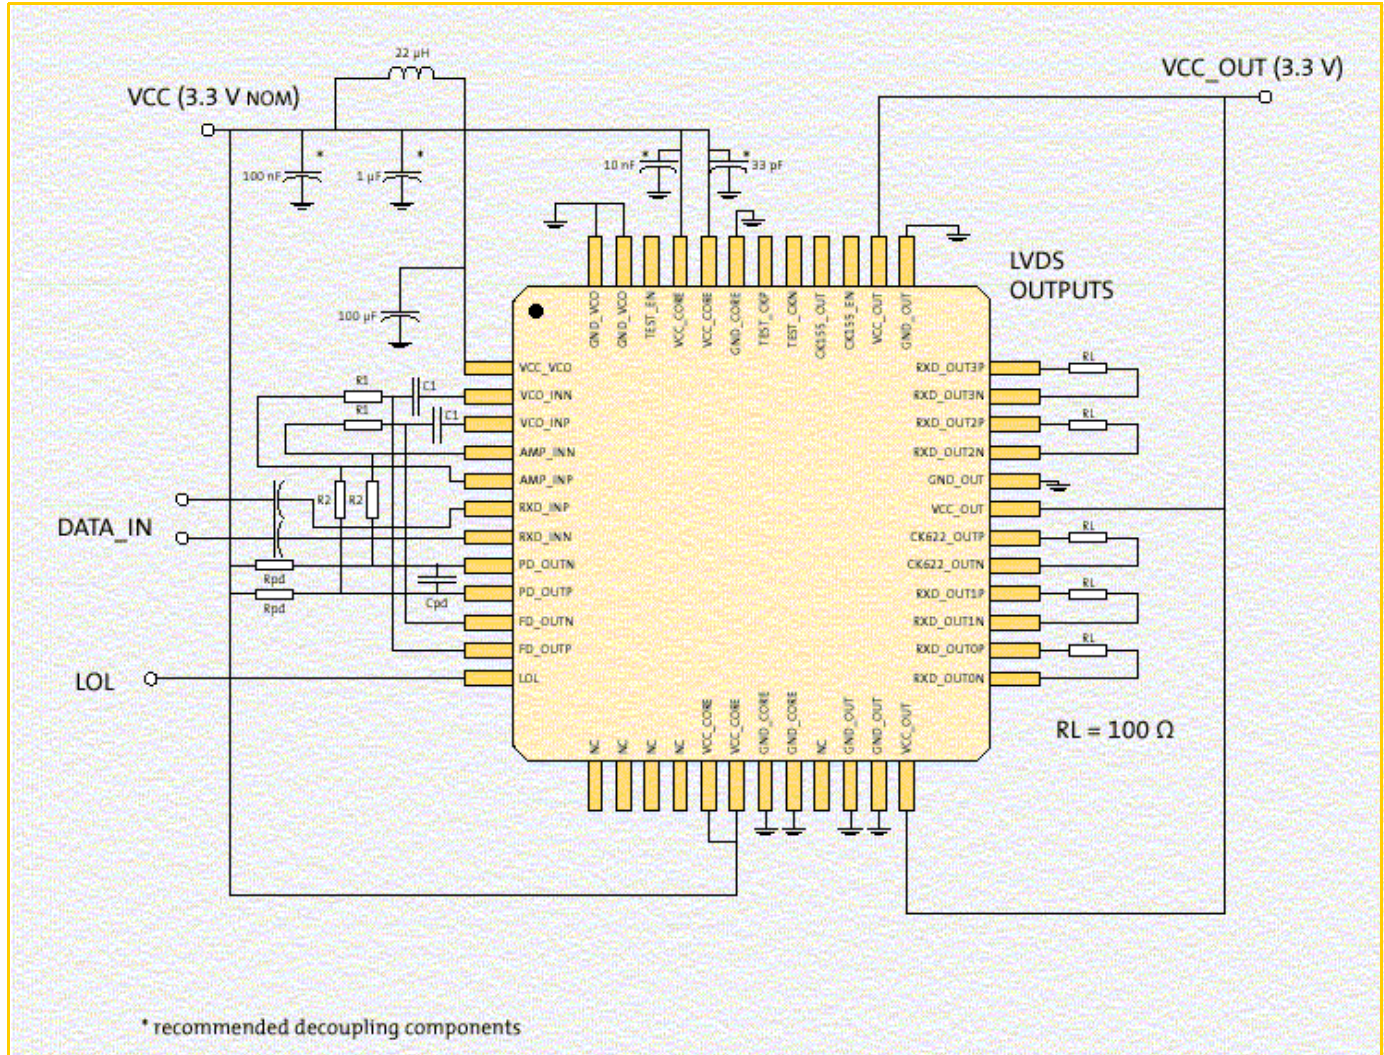 22 µH
VCC (3.3 V NOM)
VCC_OUT (3.3 V)
*
*
*
*
100 nF
1 µF
10 nF
33 pF
LVDS
OUTPUTS
GND_VCO
GND_VCO
TEST_EN
VCC_CORE
VCC_CORE
GND_CORE
TEST_CKP
TEST_CKN
CK155_OUT
CK155_EN
VCC_OUT
GND_OUT
100 µF
VCC_VCO
VCO_INN
VCO_INP
AMP_INN
AMP_INP
RXD_INP
RXD_INN
PD_OUTN
PD_OUTP
FD_OUTN
FD_OUTP
LOL
R1
C1
R1
C1
R2
R2
DATA_IN
Rpd
Rpd
Cpd
LOL
RXD_OUT3P
RXD_OUT3N
RXD_OUT2P
RXD_OUT2N
GND_OUT
VCC_OUT
CK622_OUTP
CK622_OUTN
RXD_OUT1P
RXD_OUT1N
RXD_OUT0P
RXD_OUT0N
RL
RL
RL
RL
RL
NC
NC
NC
NC
VCC_CORE
VCC_CORE
GND_CORE
GND_CORE
NC
GND_OUT
GND_OUT
VCC_OUT
RL = 100 Ω
* recommended decoupling components